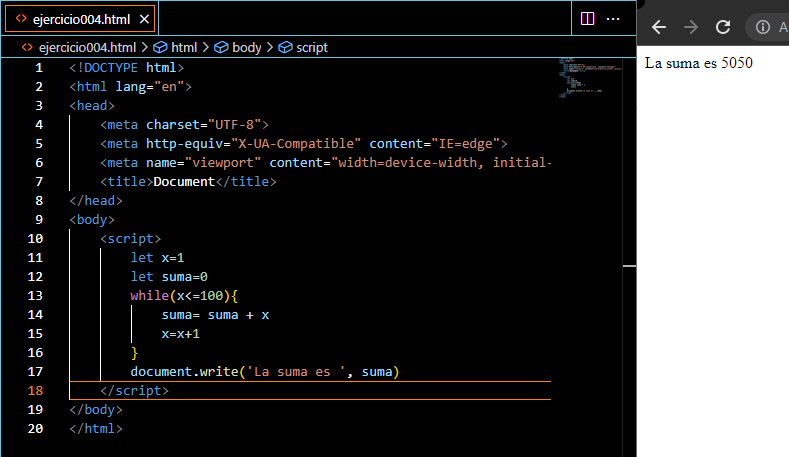 ejercicio004.html
ejercicio004.html > html > body > script
1 <!DOCTYPE html>
2 <html lang="en">
3 <head>
4 <meta charset="UTF-8">
5 <meta http-equiv="X-UA-Compatible" content="IE=edge">
6 <meta name="viewport" content="width=device-width, initial-
7 <title>Document</title>
8 </head>
9 <body>
10 <script>
11 let x=1
12 let suma=0
13 while(x<=100){
14 suma= suma + x
15 x=x+1
16 }
17 document.write('La suma es ', suma)
18 </script>
19 </body>
20 </html>
A
La suma es 5050